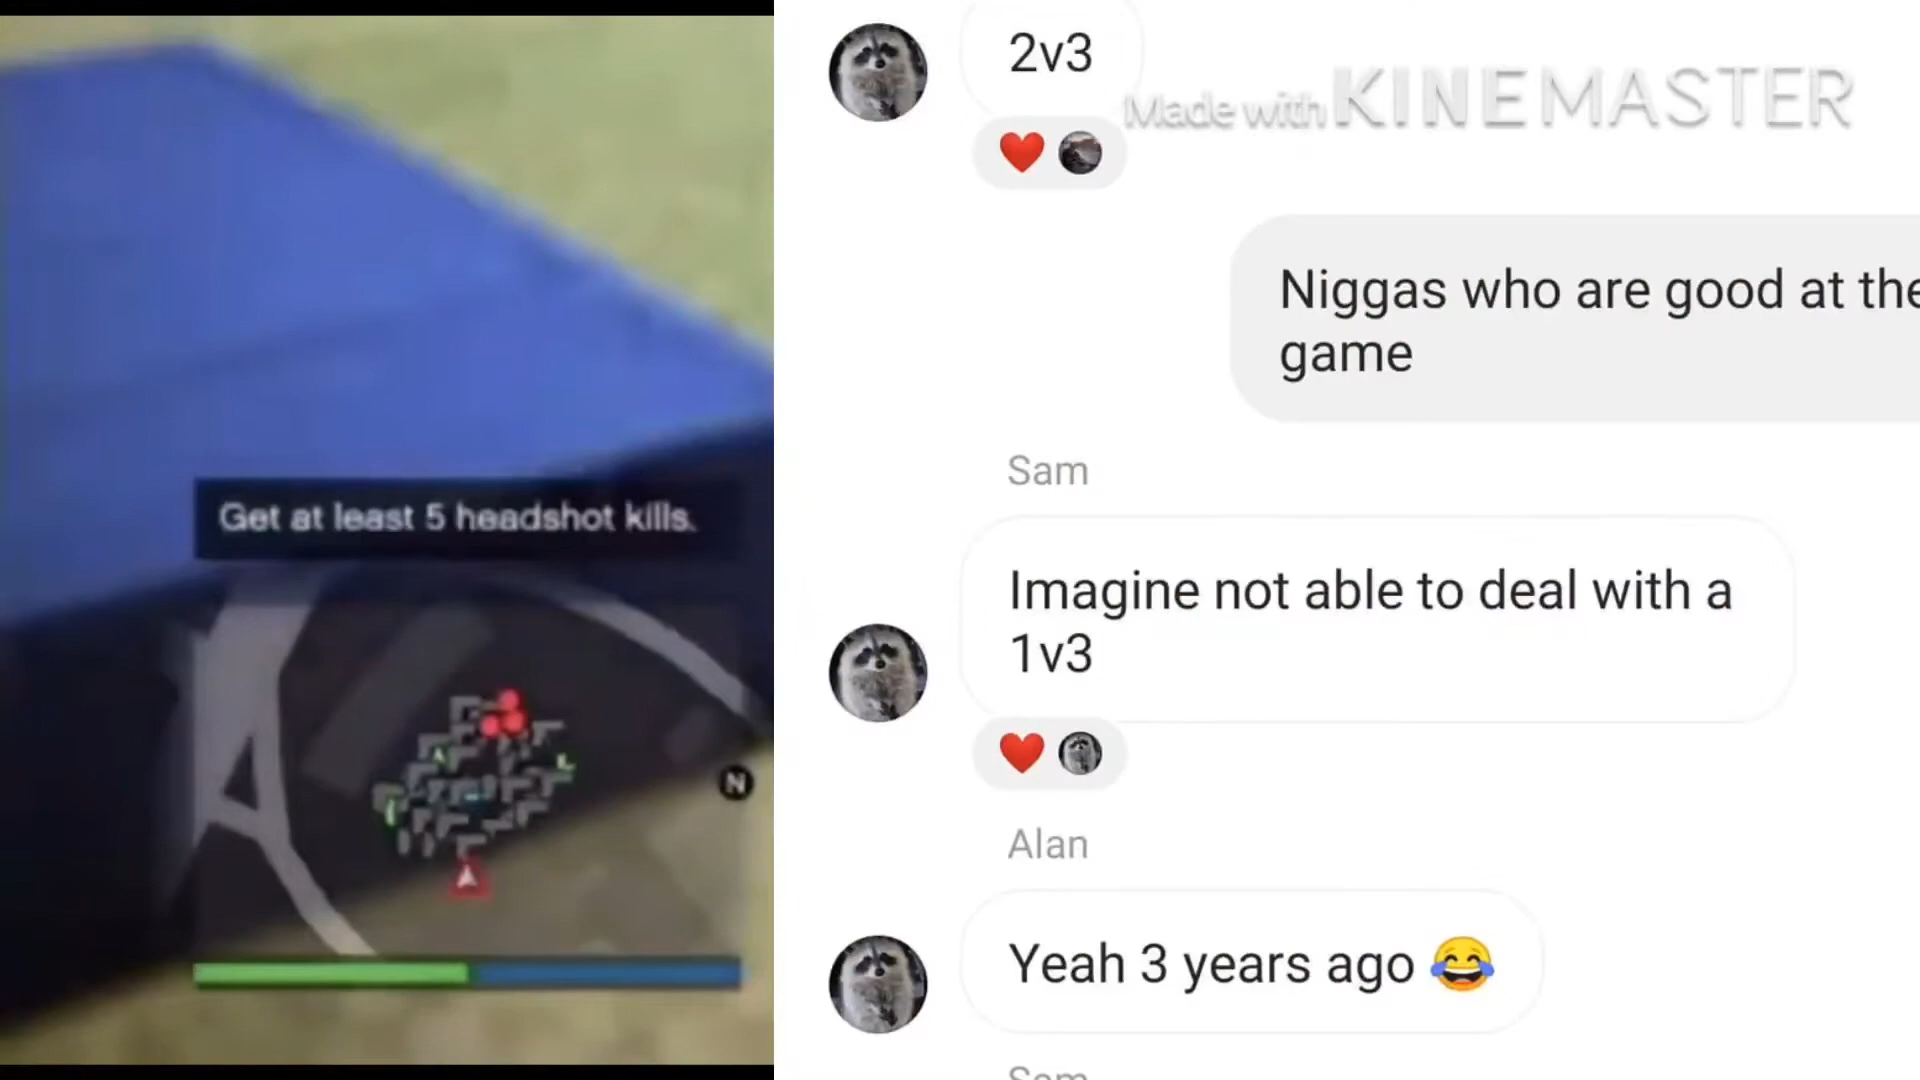 Get at least 5 headshot kills.
N
2v3
Made with KINEMASTER
Niggas who are good at the
game
Sam
Imagine not able to deal with a
1v3
Alan
Yeah 3 years ago 😂
Sam